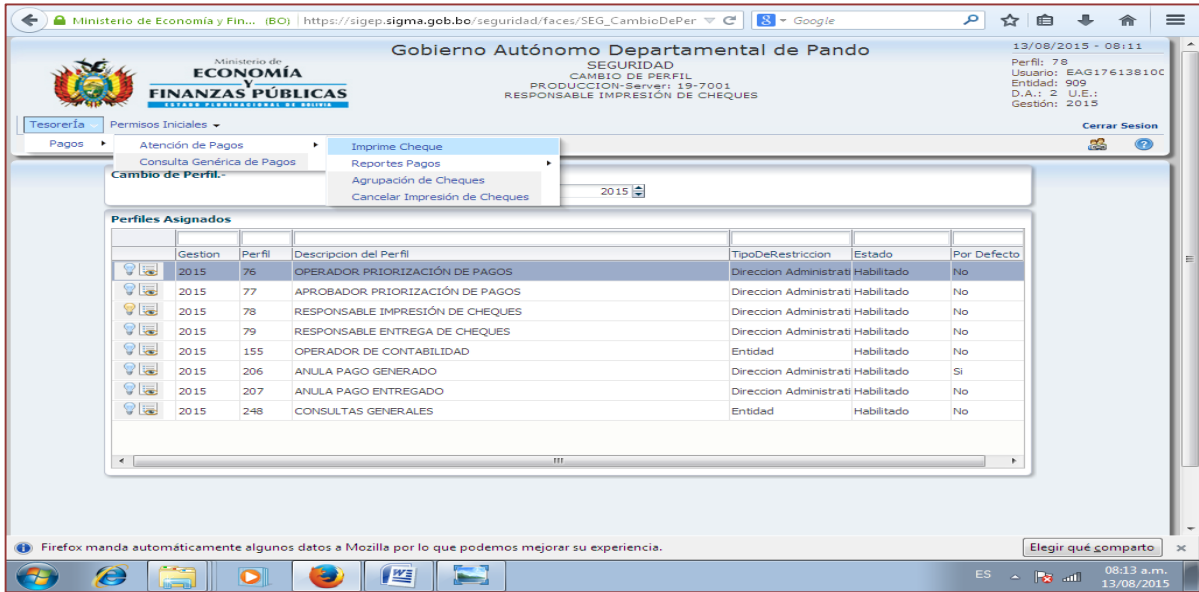 Ministerio de Economía y Fin... (BO) https://sigep.sigma.gob.bo/seguridad/faces/SEG_CambioDePer Google
Ministerio de
ECONOMÍA
Y
FINANZAS PÚBLICAS
ESTADO PLURINACIONAL DE BOLIVIA
Gobierno Autónomo Departamental de Pando
SEGURIDAD
CAMBIO DE PERFIL
PRODUCCION-Server: 19-7001
RESPONSABLE IMPRESIÓN DE CHEQUES
13/08/2015 - 08:11
Perfil: 78
Usuario: EAG17613810C
Entidad: 909
D.A.: 2 U.E.:
Gestión: 2015
Tesorería Permisos Iniciales Cerrar Sesion
Pagos Atención de Pagos Imprime Cheque
Consulta Genérica de Pagos Reportes Pagos
Agrupación de Cheques
Cancelar Impresión de Cheques
Cambio de Perfil.-
2015
Perfiles Asignados
Gestion Perfil Descripcion del Perfil TipoDeRestriccion Estado Por Defecto
2015 76 OPERADOR PRIORIZACIÓN DE PAGOS Direccion Administrati Habilitado No
2015 77 APROBADOR PRIORIZACIÓN DE PAGOS Direccion Administrati Habilitado No
2015 78 RESPONSABLE IMPRESIÓN DE CHEQUES Direccion Administrati Habilitado No
2015 79 RESPONSABLE ENTREGA DE CHEQUES Direccion Administrati Habilitado No
2015 155 OPERADOR DE CONTABILIDAD Entidad Habilitado No
2015 206 ANULA PAGO GENERADO Direccion Administrati Habilitado Si
2015 207 ANULA PAGO ENTREGADO Direccion Administrati Habilitado No
2015 248 CONSULTAS GENERALES Entidad Habilitado No
Firefox manda automáticamente algunos datos a Mozilla por lo que podemos mejorar su experiencia. Elegir qué comparto
ES 08:13 a.m.
13/08/2015